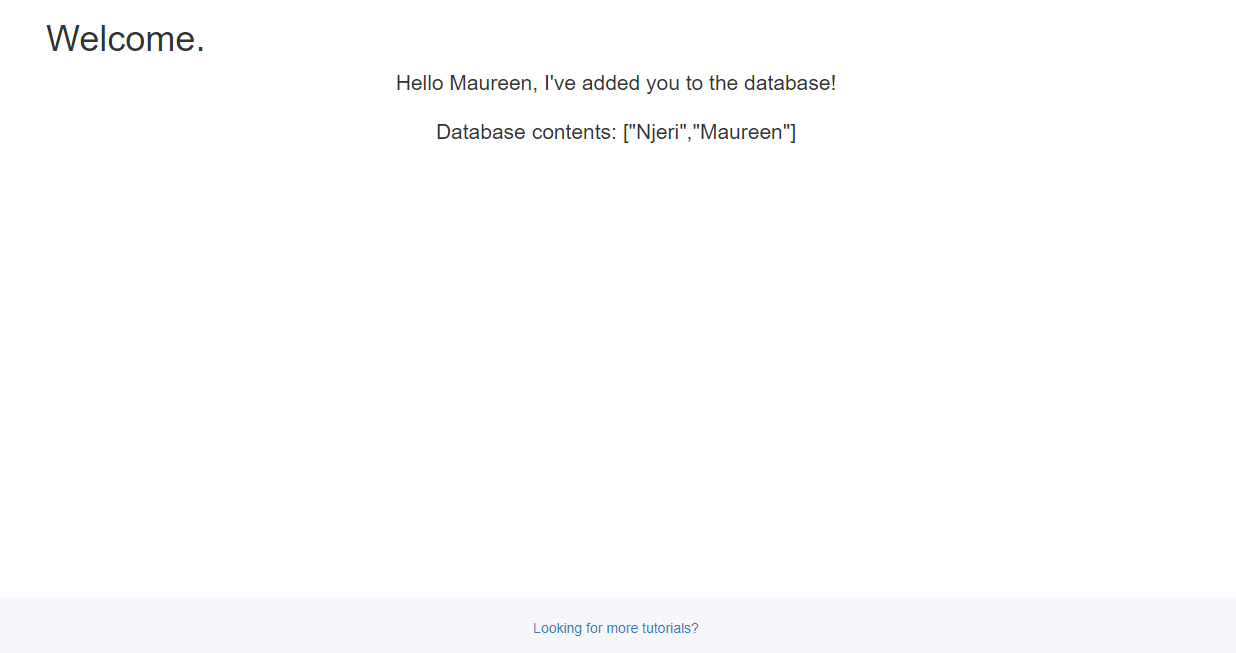 Welcome.
Hello Maureen, I've added you to the database!
Database contents: ["Njeri","Maureen"]
Looking for more tutorials?